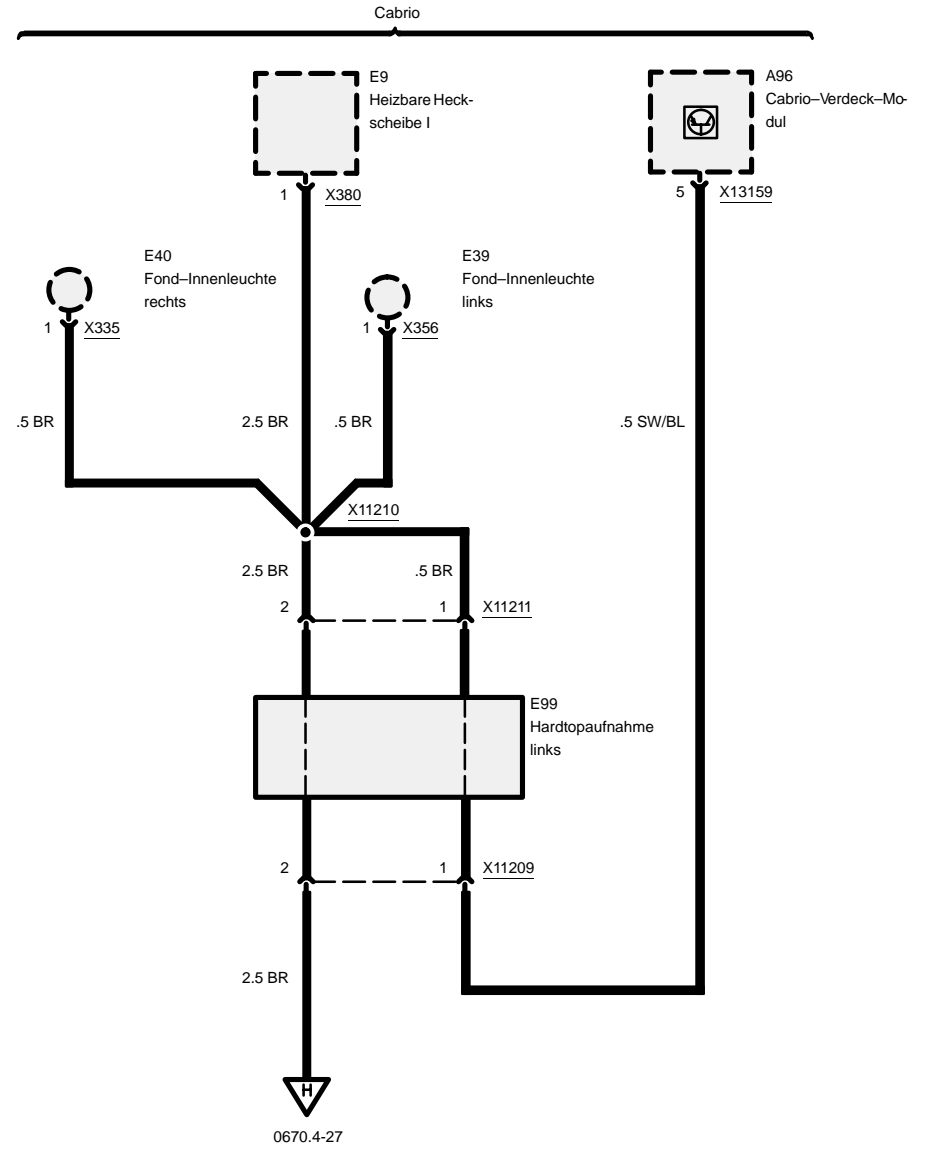 Cabrio
E9
Heizbare Heck-
scheibe I
A96
Cabrio–Verdeck–Mo-
dul
1
X380
5
X13159
E40
Fond–Innenleuchte
rechts
E39
Fond–Innenleuchte
links
1
X335
1
X356
.5 BR
2.5 BR
.5 BR
.5 SW/BL
X11210
2.5 BR
.5 BR
2
1
X11211
E99
Hardtopaufnahme
links
2
1
X11209
2.5 BR
H
0670.4-27